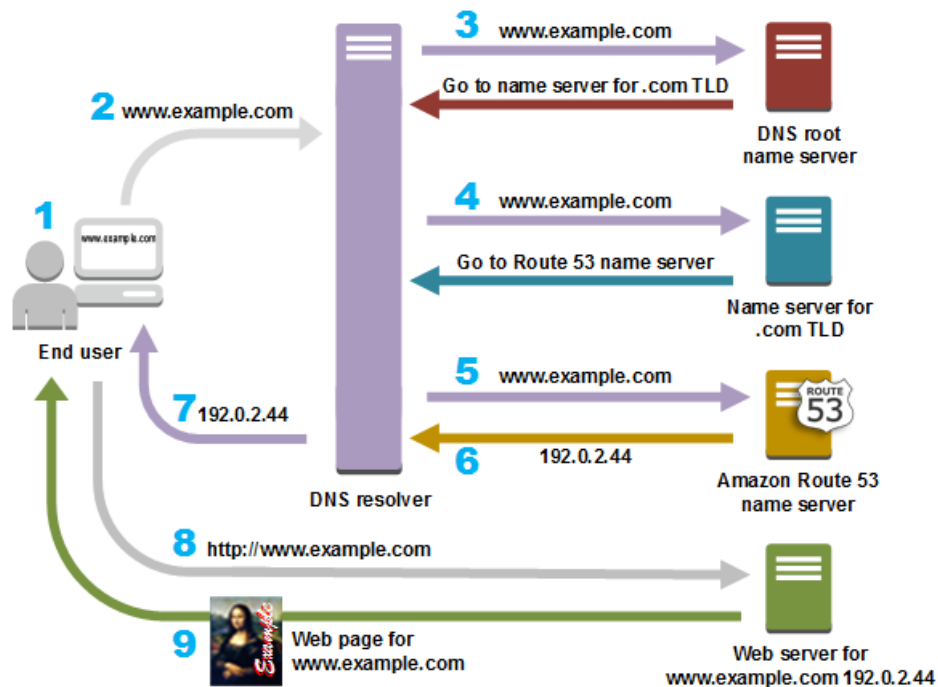 3 www.example.com
Go to name server for .com TLD
DNS root
name server
2 www.example.com
1
www.example.com
End user
4 www.example.com
Go to Route 53 name server
Name server for
.com TLD
5 www.example.com
ROUTE
53
6 192.0.2.44
Amazon Route 53
name server
7 192.0.2.44
DNS resolver
8 http://www.example.com
9
Example
Web page for
www.example.com
Web server for
www.example.com 192.0.2.44